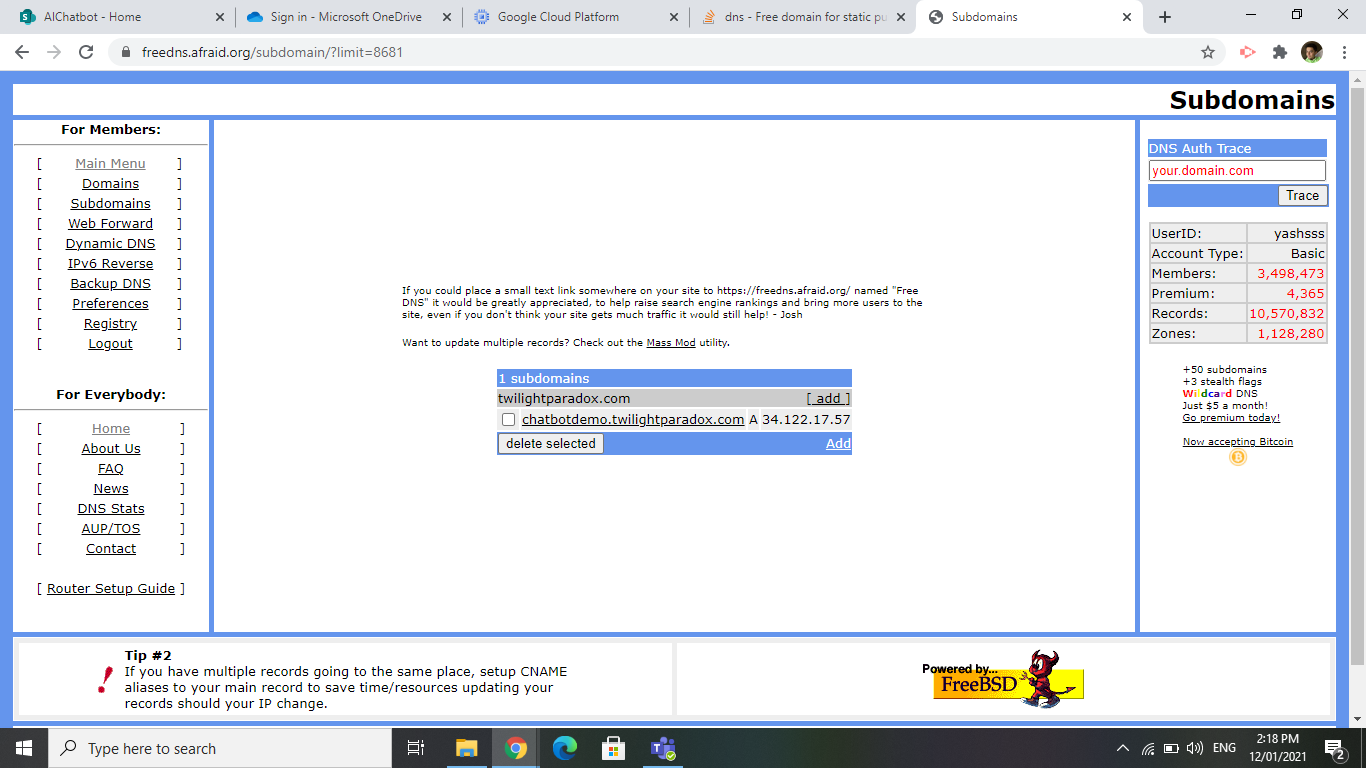 AIChatbot - Home
Sign in - Microsoft OneDrive
Google Cloud Platform
dns - Free domain for static pu
Subdomains
freedns.afraid.org/subdomain/?limit=8681
Subdomains
For Members:
[ Main Menu ]
[ Domains ]
[ Subdomains ]
[ Web Forward ]
[ Dynamic DNS ]
[ IPv6 Reverse ]
[ Backup DNS ]
[ Preferences ]
[ Registry ]
[ Logout ]
For Everybody:
[ Home ]
[ About Us ]
[ FAQ ]
[ News ]
[ DNS Stats ]
[ AUP/TOS ]
[ Contact ]
[ Router Setup Guide ]
If you could place a small text link somewhere on your site to https://freedns.afraid.org/ named "Free
DNS" it would be greatly appreciated, to help raise search engine rankings and bring more users to the
site, even if you don't think your site gets much traffic it would still help! - Josh
Want to update multiple records? Check out the Mass Mod utility.
1 subdomains
twilightparadox.com [ add ]
chatbotdemo.twilightparadox.com A 34.122.17.57
delete selected Add
DNS Auth Trace
your.domain.com
Trace
UserID: yashsss
Account Type: Basic
Members: 3,498,473
Premium: 4,365
Records: 10,570,832
Zones: 1,128,280
+50 subdomains
+3 stealth flags
Wildcard DNS
Just $5 a month!
Go premium today!
Now accepting Bitcoin
Tip #2
If you have multiple records going to the same place, setup CNAME
aliases to your main record to save time/resources updating your
records should your IP change.
Powered by...
FreeBSD
Type here to search
ENG
2:18 PM
12/01/2021
2